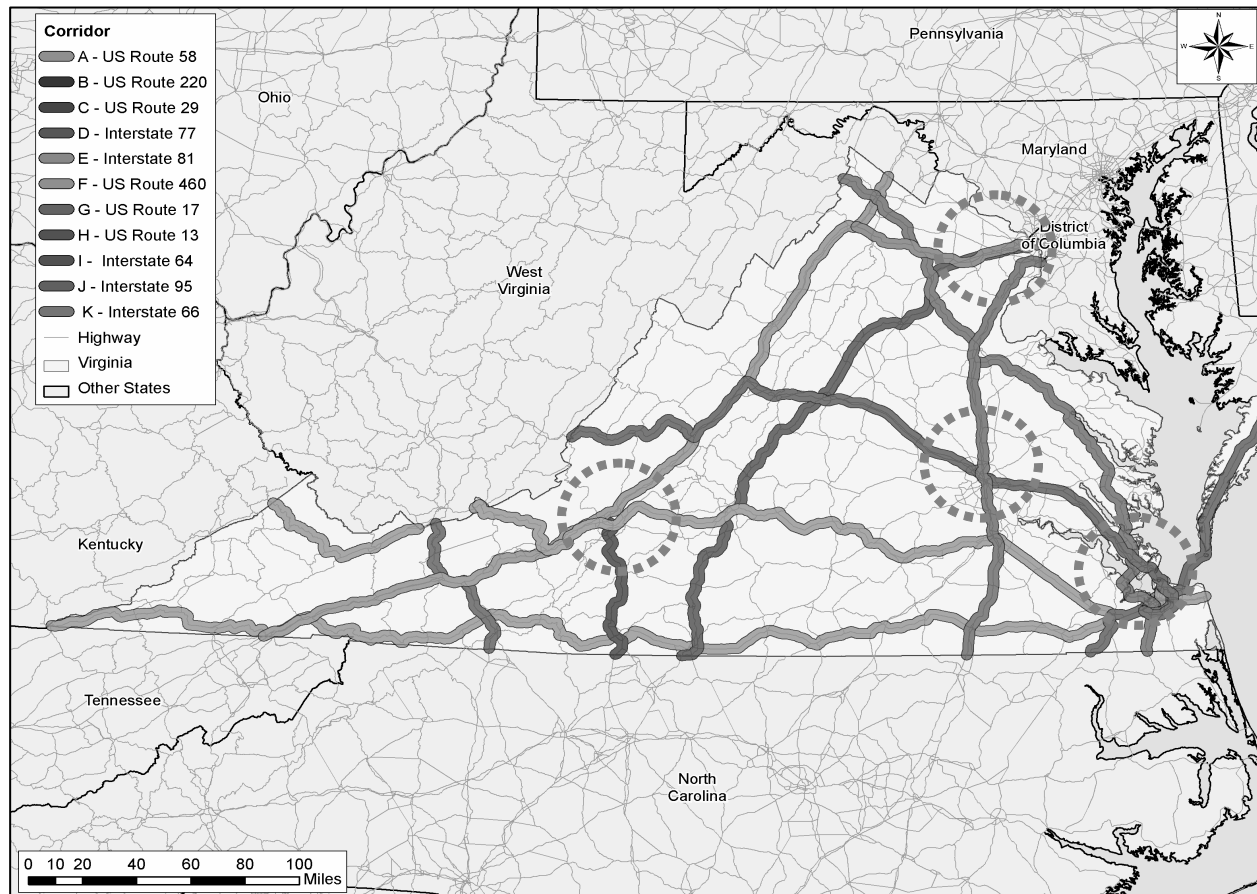 Corridor
A - US Route 58
B - US Route 220
C - US Route 29
D - Interstate 77
E - Interstate 81
F - US Route 460
G - US Route 17
H - US Route 13
I - Interstate 64
J - Interstate 95
K - Interstate 66
Highway
Virginia
Other States
Pennsylvania
N
W
E
S
Ohio
Maryland
District
of Columbia
West
Virginia
Kentucky
Tennessee
North
Carolina
0 10 20 40 60 80 100
Miles